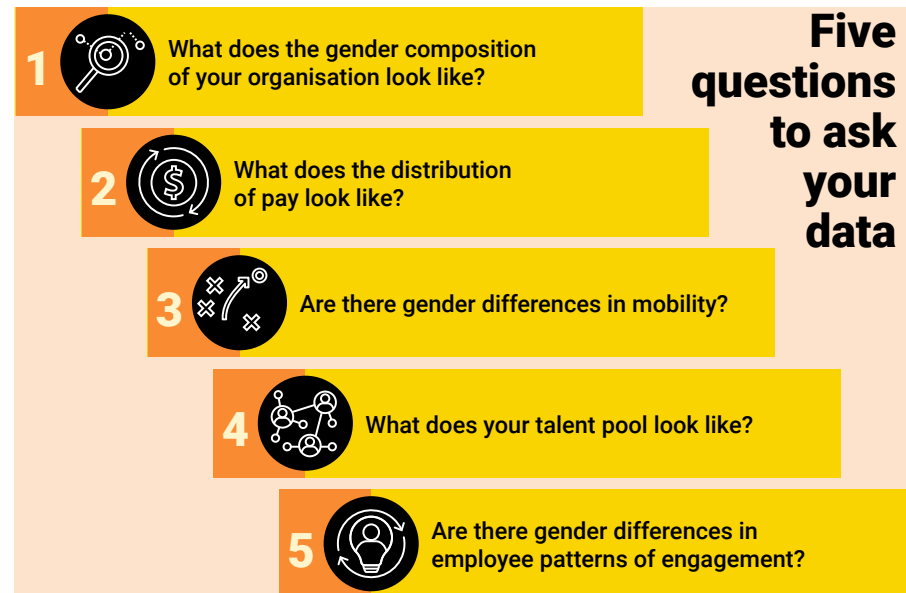 Five
questions
to ask
your
data
1
What does the gender composition
of your organisation look like?
2
What does the distribution
of pay look like?
$
3
Are there gender differences in mobility?
4
What does your talent pool look like?
5
Are there gender differences in
employee patterns of engagement?